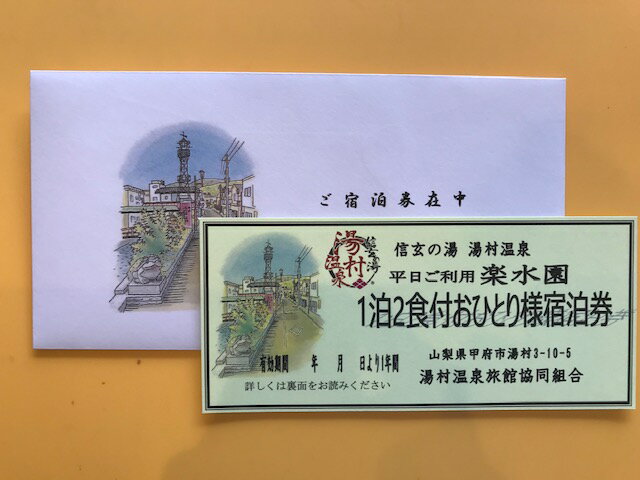 ご宿泊券在中
信玄の湯
湯村
温泉
信玄の湯 湯村温泉
平日ご利用 楽水園
1泊2食付おひとり様宿泊券
有効期間 年 月 日より1年間
詳しくは裏面をお読みください
山梨県甲府市湯村3-10-5
湯村温泉旅館協同組合